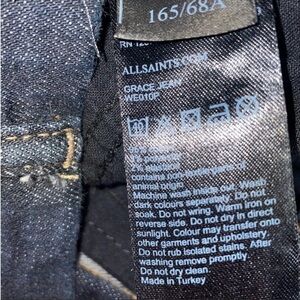 165/68A
ALLSAINTS.COM
GRACE JEAN
WE010P
2% elastane
contains non-textile parts of
animal origin
Machine wash inside out. Wash
dark colours separately. Do not
soak. Do not wring. Warm iron on
reverse side. Do not dry in direct
sunlight. Colour may transfer onto
other garments and upholstery.
Do not rub isolated stains. After
washing remove promptly.
Do not dry clean.
Made in Turkey